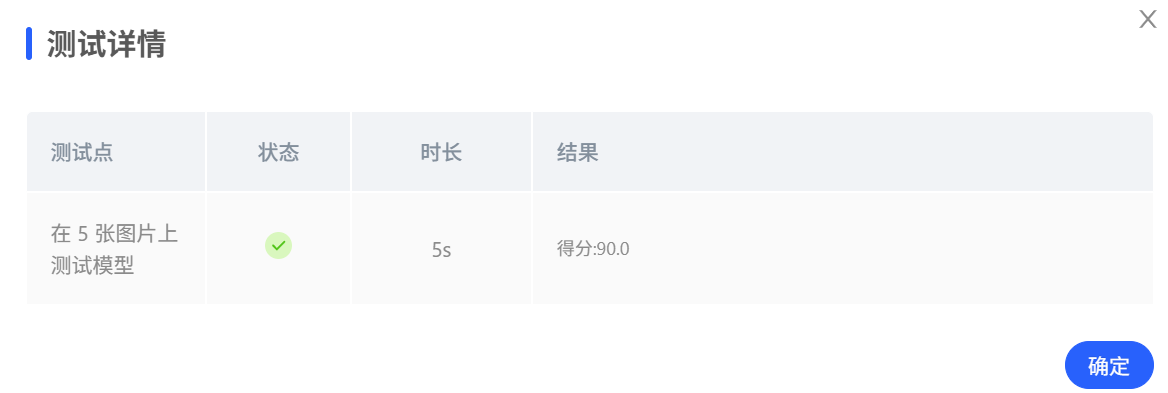 X
测试详情
测试点 状态 时长 结果
在 5 张图片上
测试模型
5s
得分:90.0
确定